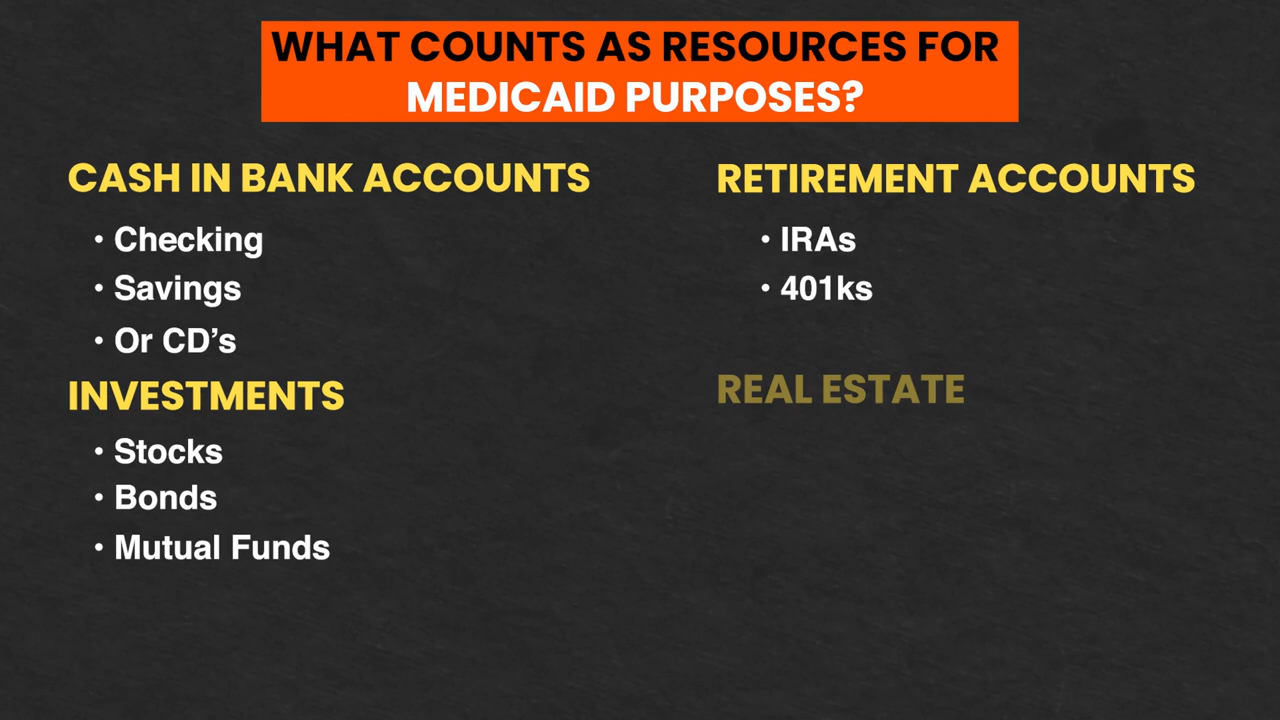 WHAT COUNTS AS RESOURCES FOR
MEDICAID PURPOSES?
CASH IN BANK ACCOUNTS
• Checking
• Savings
• Or CD’s
INVESTMENTS
• Stocks
• Bonds
• Mutual Funds
RETIREMENT ACCOUNTS
• IRAs
• 401ks
REAL ESTATE